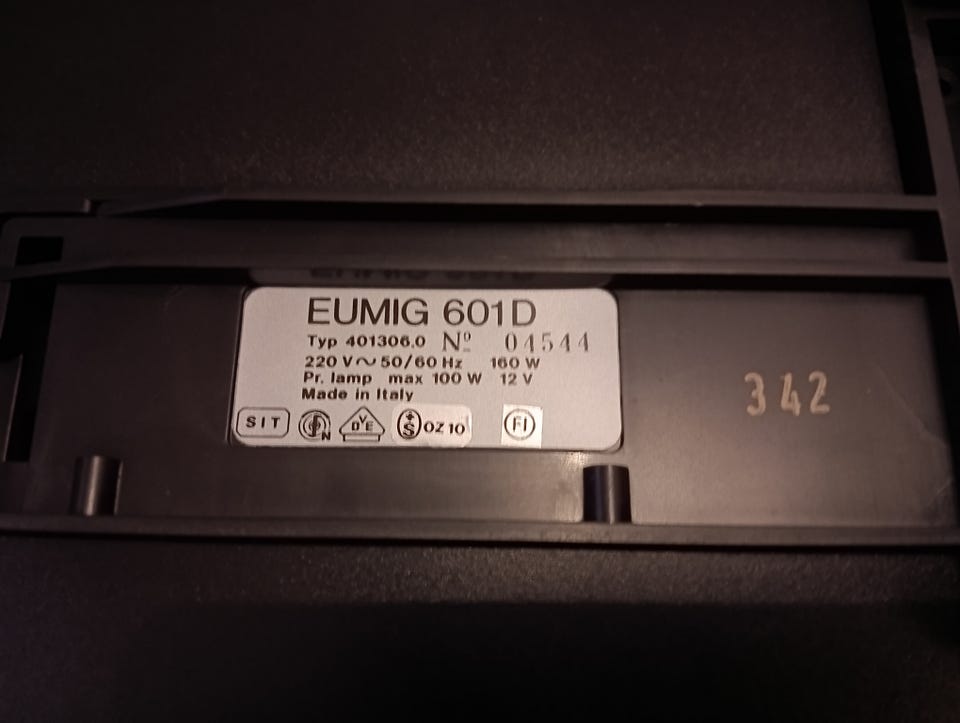 EUMIG 601D
Typ 401306.0 Nº 04544
220 V~50/60 Hz 160 W
Pr. lamp max 100 W 12 V
Made in Italy
SIT N DVE +S OZ 10 FI
342